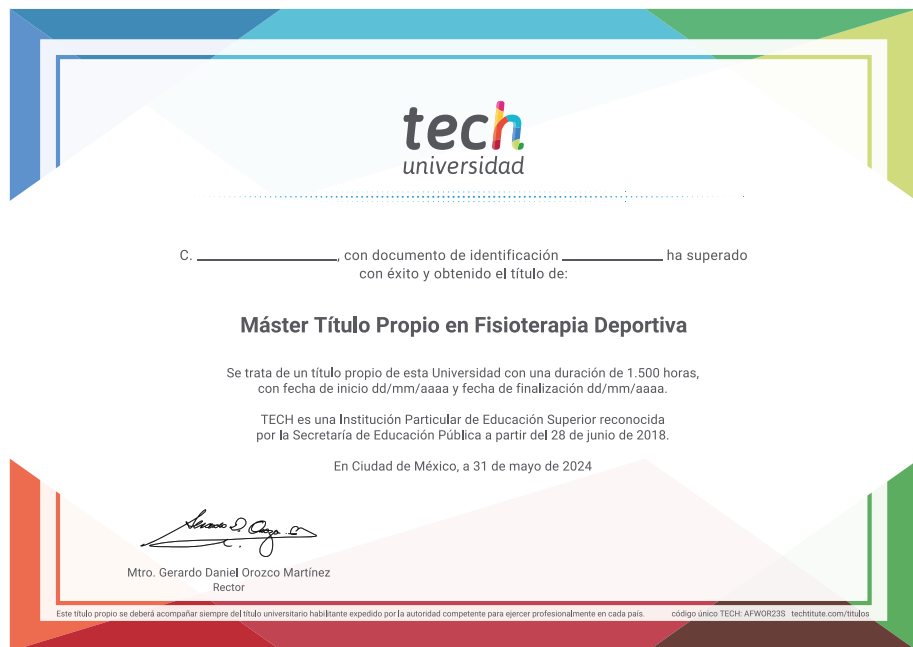 tech
universidad
C. ____________, con documento de identificación ____________ ha superado
con éxito y obtenido el título de:
Máster Título Propio en Fisioterapia Deportiva
Se trata de un título propio de esta Universidad con una duración de 1.500 horas,
con fecha de inicio dd/mm/aaaa y fecha de finalización dd/mm/aaaa.
TECH es una Institución Particular de Educación Superior reconocida
por la Secretaría de Educación Pública a partir del 28 de junio de 2018.
En Ciudad de México, a 31 de mayo de 2024
Mtro. Gerardo Daniel Orozco Martínez
Rector
Este título propio se deberá acompañar siempre del título universitario habilitante expedido por la autoridad competente para ejercer profesionalmente en cada país. código único TECH: AFWOR23S techtitute.com/titulos